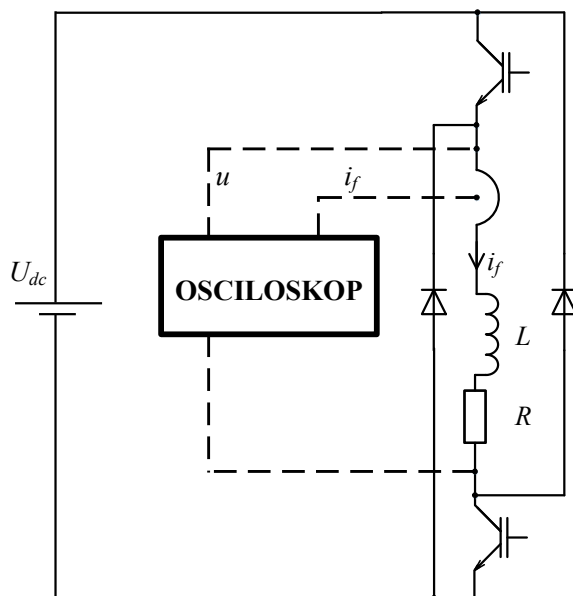 u
i_f
U_dc
OSCILOSKOP
i_f
L
R